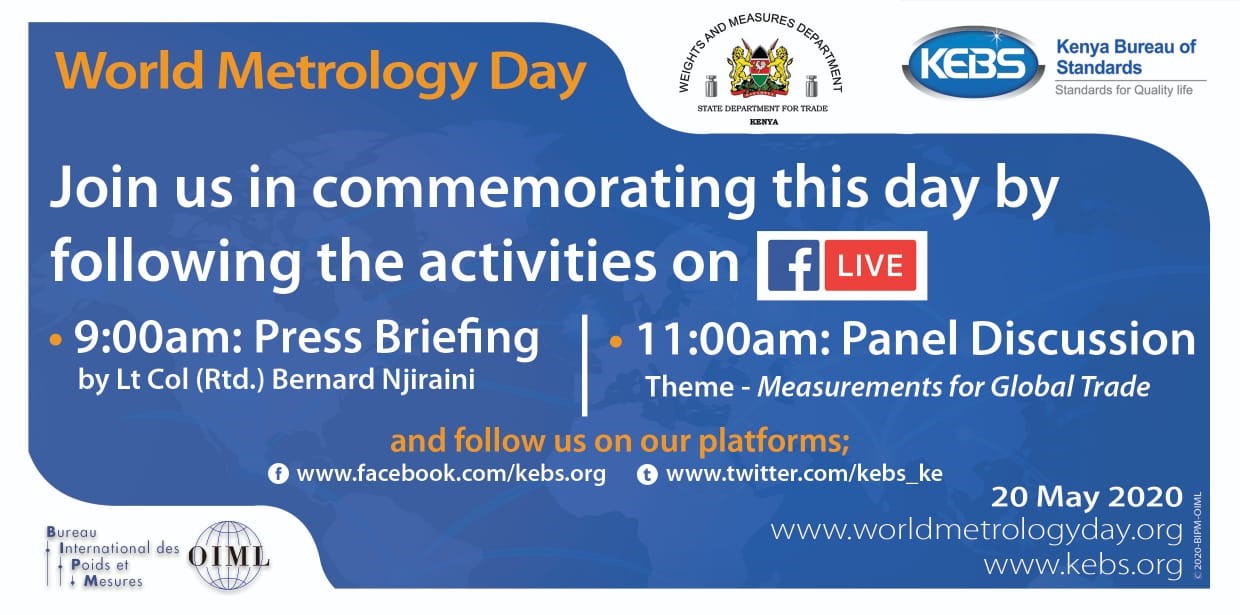 World Metrology Day
WEIGHTS AND MEASURES DEPARTMENT
STATE DEPARTMENT FOR TRADE
KENYA
KEBS
Kenya Bureau of
Standards
Standards for Quality life
Join us in commemorating this day by
following the activities on f LIVE
• 9:00am: Press Briefing
by Lt Col (Rtd.) Bernard Njiraini
• 11:00am: Panel Discussion
Theme - Measurements for Global Trade
and follow us on our platforms;
f www.facebook.com/kebs.org t www.twitter.com/kebs_ke
20 May 2020
www.worldmetrologyday.org
www.kebs.org
© 2020-BIPM-OIML
Bureau
International des
Poids et
Mesures
OIML